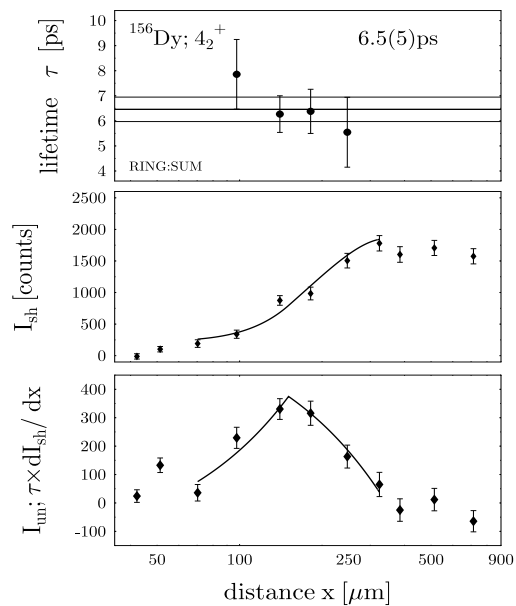 ¹⁵⁶Dy; 4₂⁺ 6.5(5)ps
lifetime τ [ps]
11
10
9
8
7
6
5
4
RING:SUM
I_sh [counts]
2500
2000
1500
1000
500
0
I_un; τ×dI_sh/ dx
400
300
200
100
0
-100
50 100 250 500 900
distance x [μm]